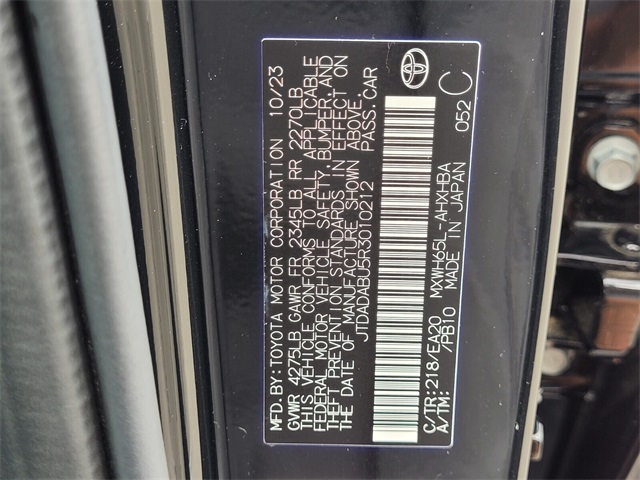 MFD.BY:TOYOTA MOTOR CORPORATION 10/23
GVWR 4275LB GAWR FR 2345LB RR 2270LB
THIS VEHICLE CONFORMS TO ALL APPLICABLE
FEDERAL MOTOR VEHICLE SAFETY, BUMPER, AND
THEFT PREVENTION STANDARDS IN EFFECT ON
THE DATE OF MANUFACTURE SHOWN ABOVE.
JTDADABU5R3010212 PASS.CAR
C/TR:218/EA20 MXWH65L-AHXHBA 052 C
A/TM: /PB10 MADE IN JAPAN